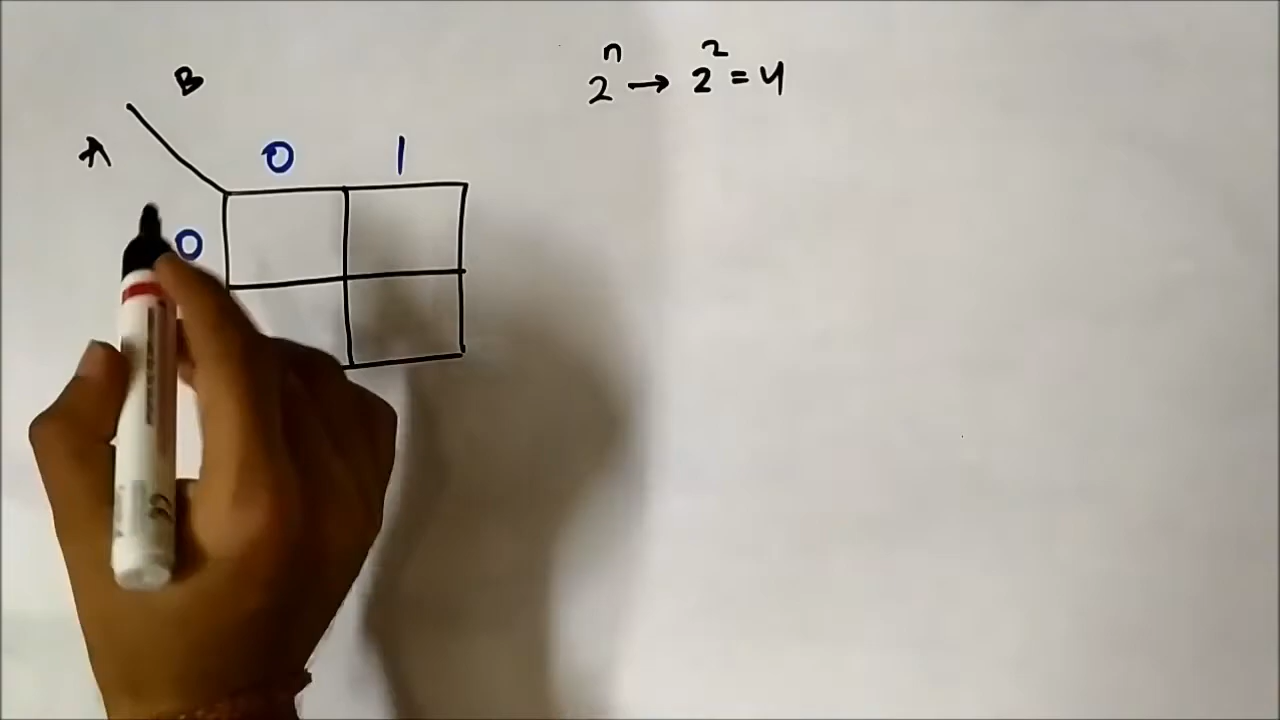 2ⁿ → 2² = 4
B
A
0 1
0